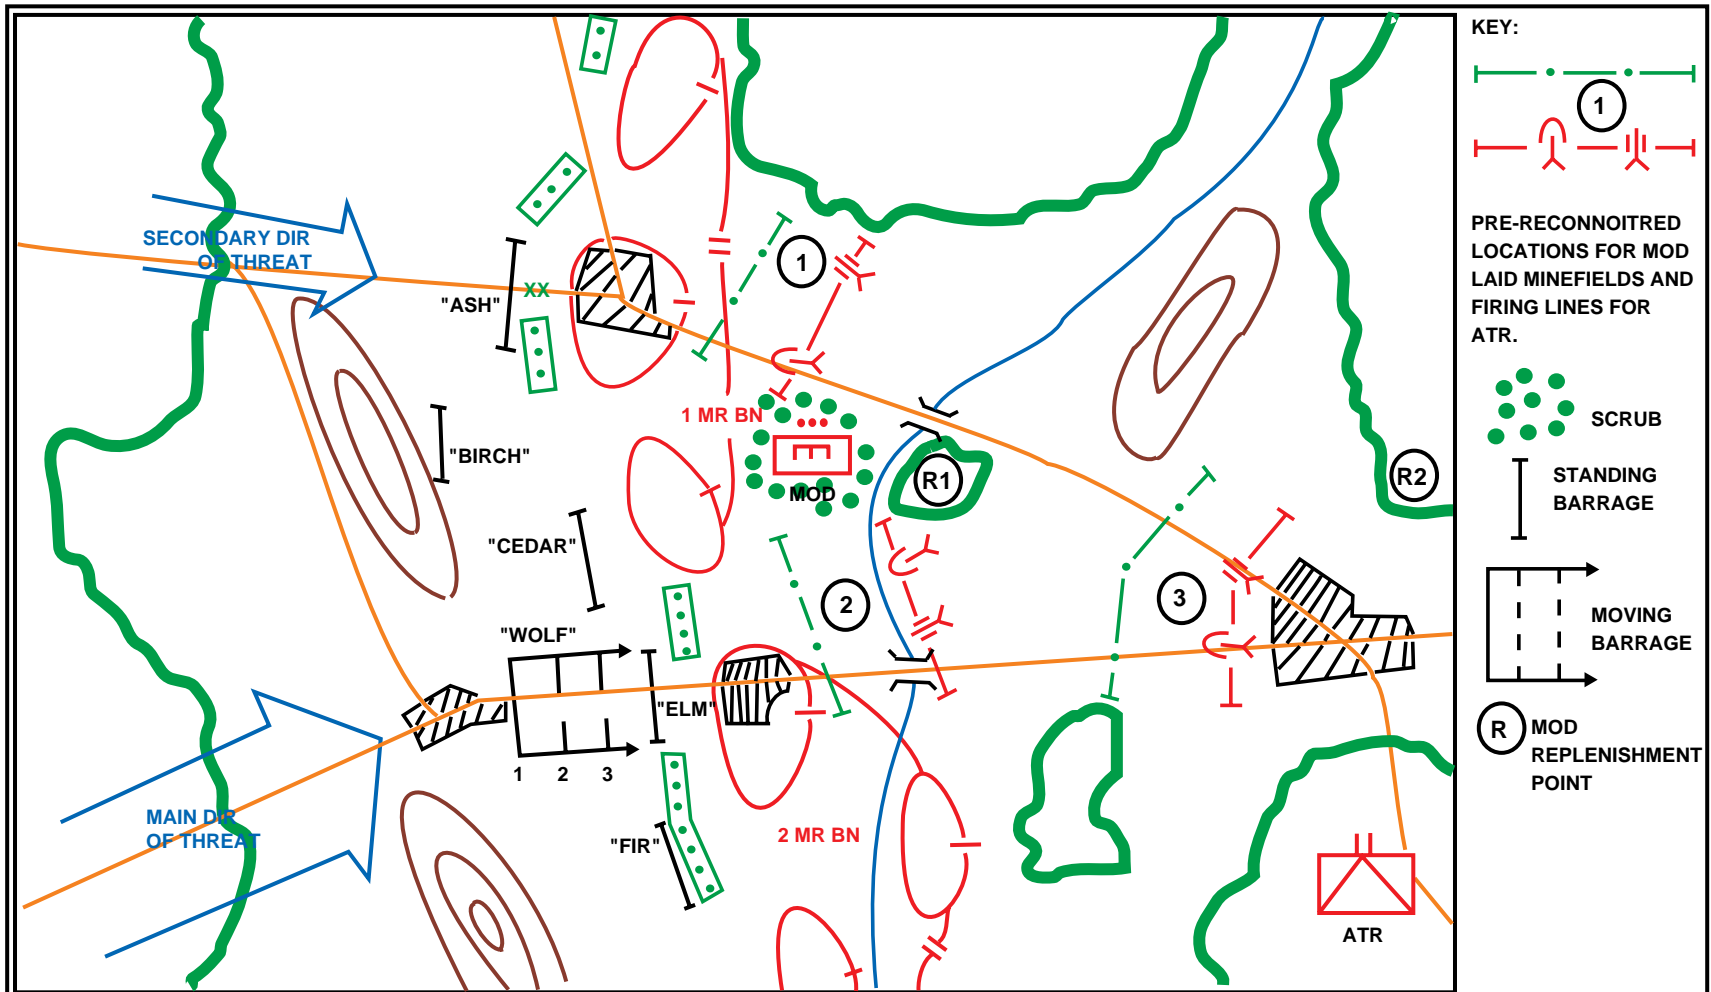 SECONDARY DIR
OF THREAT
"ASH"
XX
1
"BIRCH"
1 MR BN
MOD
R1
R2
"CEDAR"
"WOLF"
2
3
"ELM"
1 2 3
MAIN DIR
OF THREAT
"FIR"
2 MR BN
ATR
KEY:
1
PRE-RECONNOITRED
LOCATIONS FOR MOD
LAID MINEFIELDS AND
FIRING LINES FOR
ATR.
SCRUB
STANDING
BARRAGE
MOVING
BARRAGE
R
MOD
REPLENISHMENT
POINT